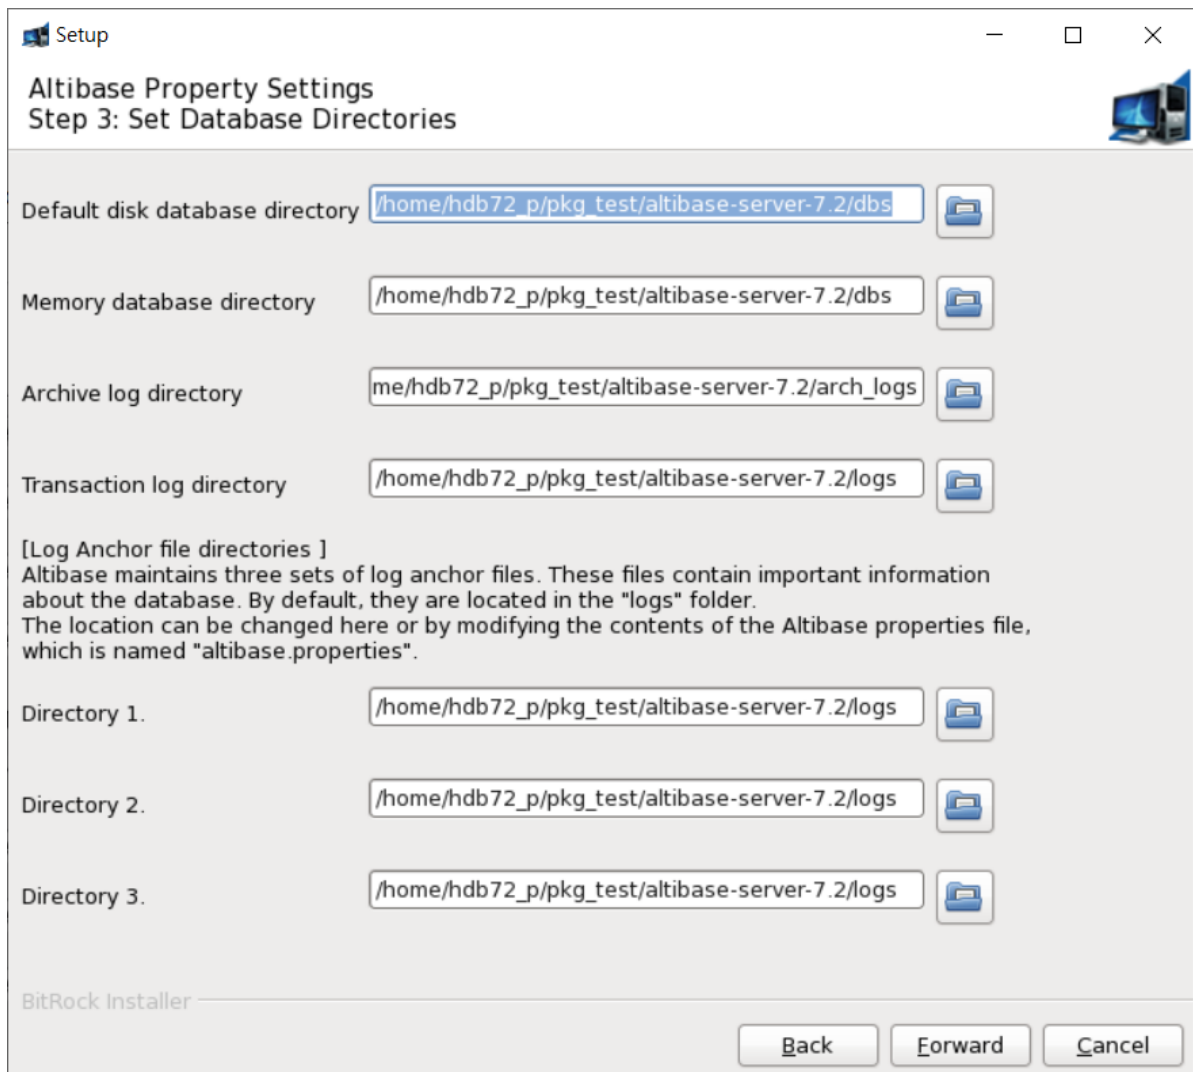 Setup
Altibase Property Settings
Step 3: Set Database Directories
Default disk database directory /home/hdb72_p/pkg_test/altibase-server-7.2/dbs
Memory database directory /home/hdb72_p/pkg_test/altibase-server-7.2/dbs
Archive log directory me/hdb72_p/pkg_test/altibase-server-7.2/arch_logs
Transaction log directory /home/hdb72_p/pkg_test/altibase-server-7.2/logs
[Log Anchor file directories ]
Altibase maintains three sets of log anchor files. These files contain important information
about the database. By default, they are located in the "logs" folder.
The location can be changed here or by modifying the contents of the Altibase properties file,
which is named "altibase.properties".
Directory 1. /home/hdb72_p/pkg_test/altibase-server-7.2/logs
Directory 2. /home/hdb72_p/pkg_test/altibase-server-7.2/logs
Directory 3. /home/hdb72_p/pkg_test/altibase-server-7.2/logs
BitRock Installer
Back Forward Cancel